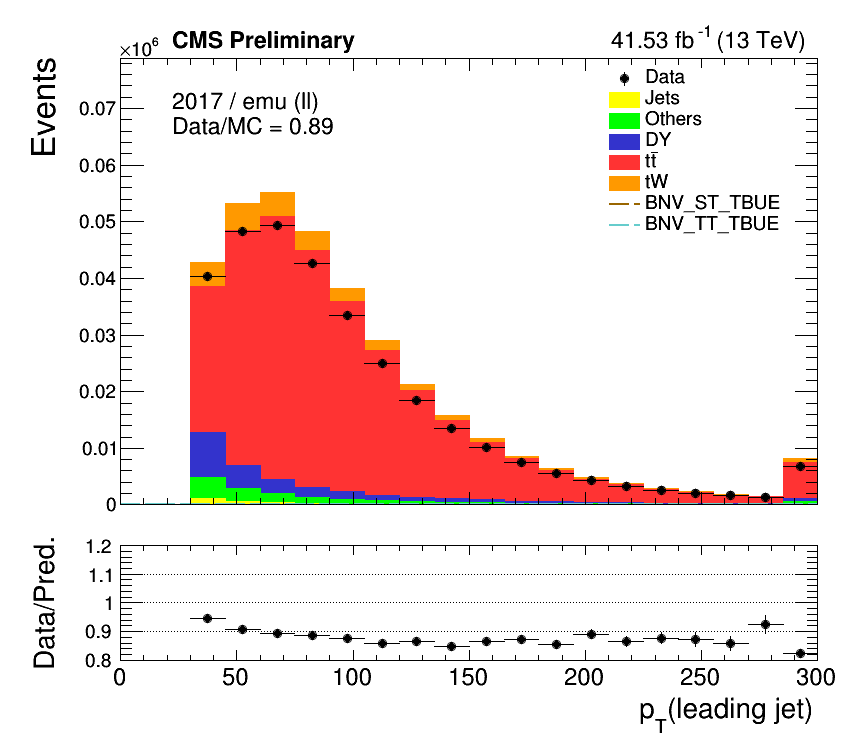 ×10⁶ CMS Preliminary 41.53 fb⁻¹ (13 TeV)
Events
2017 / emu (ll)
Data/MC = 0.89
Data
Jets
Others
DY
tt̄
tW
BNV_ST_TBUE
BNV_TT_TBUE
0.07
0.06
0.05
0.04
0.03
0.02
0.01
0
Data/Pred.
1.2
1.1
1
0.9
0.8
0 50 100 150 200 250 300
p_T(leading jet)